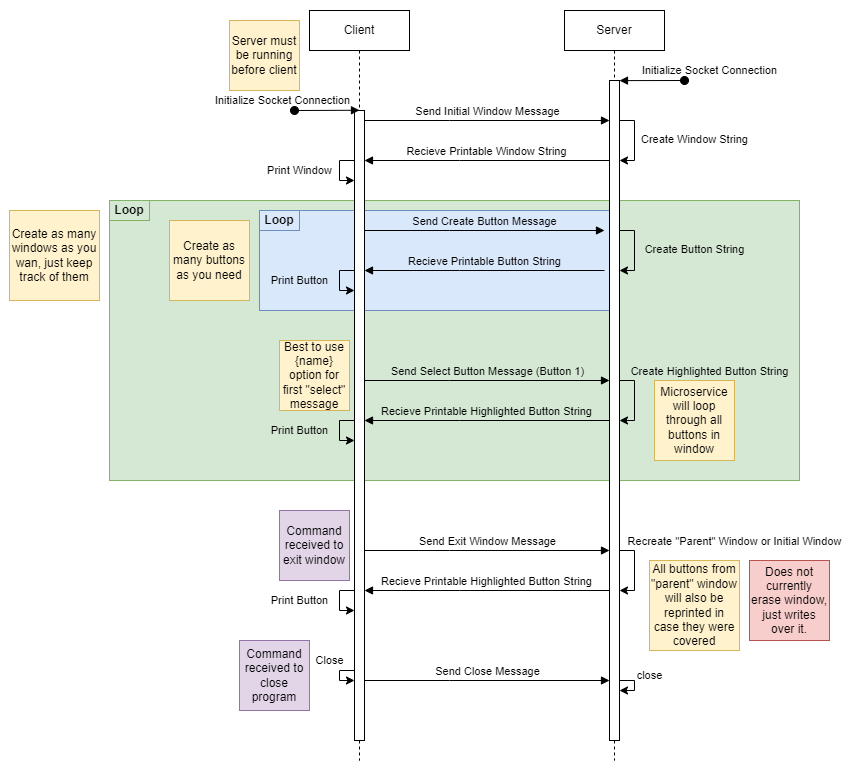 Client
Server
Server must
be running
before client
Initialize Socket Connection
Initialize Socket Connection
Send Initial Window Message
Create Window String
Recieve Printable Window String
Print Window
Loop
Loop
Create as many
windows as you
wan, just keep
track of them
Create as
many buttons
as you need
Send Create Button Message
Create Button String
Recieve Printable Button String
Print Button
Best to use
{name}
option for
first "select"
message
Send Select Button Message (Button 1)
Create Highlighted Button String
Microservice
will loop
through all
buttons in
window
Recieve Printable Highlighted Button String
Print Button
Command
received to
exit window
Send Exit Window Message
Recreate "Parent" Window or Initial Window
All buttons from
"parent" window
will also be
reprinted in
case they were
covered
Does not
currently
erase window,
just writes
over it.
Recieve Printable Highlighted Button String
Print Button
Command
received to
close
program
Close
Send Close Message
close